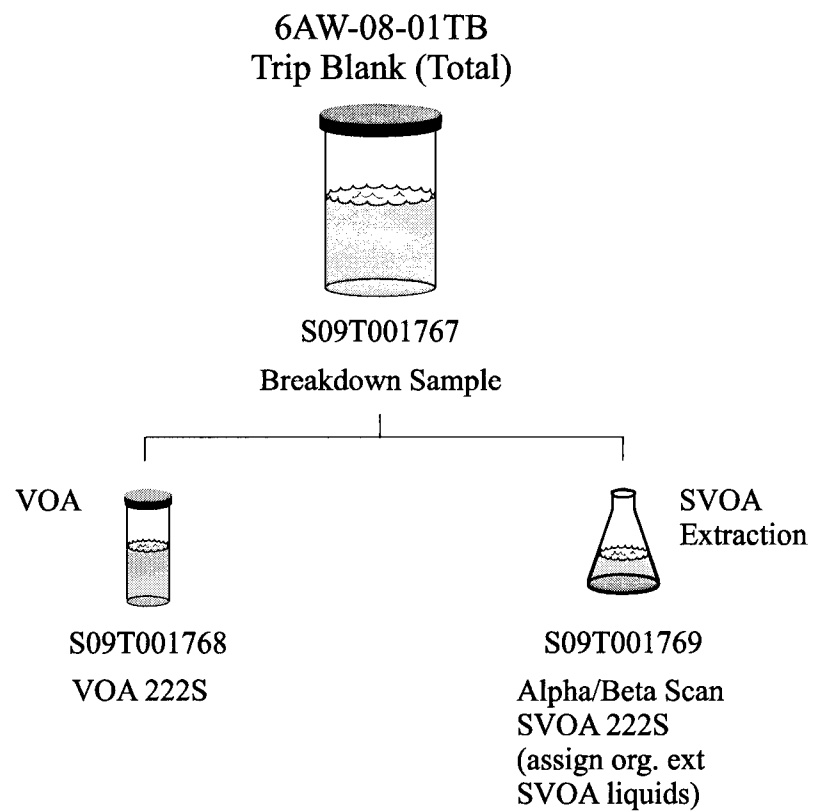 6AW-08-01TB
Trip Blank (Total)
S09T001767
Breakdown Sample
VOA
S09T001768
VOA 222S
SVOA
Extraction
S09T001769
Alpha/Beta Scan
SVOA 222S
(assign org. ext
SVOA liquids)